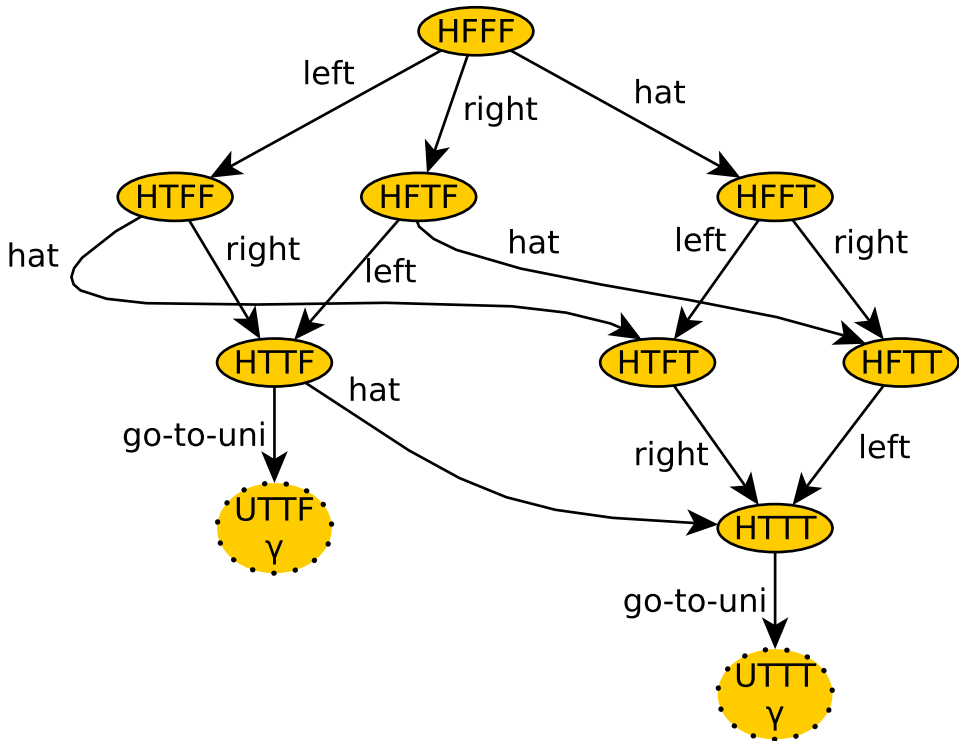 HFFF
left
right
hat
HTFF
HFTF
HFFT
hat
right
left
hat
left
right
HTTF
HTFT
HFTT
hat
go-to-uni
right
left
UTTF
γ
HTTT
go-to-uni
UTTT
γ